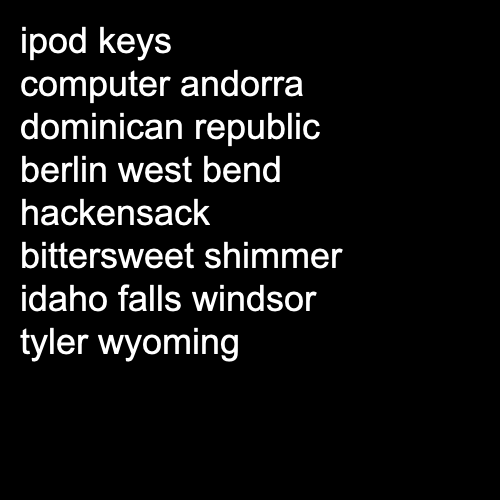 ipod keys
computer andorra
dominican republic
berlin west bend
hackensack
bittersweet shimmer
idaho falls windsor
tyler wyoming